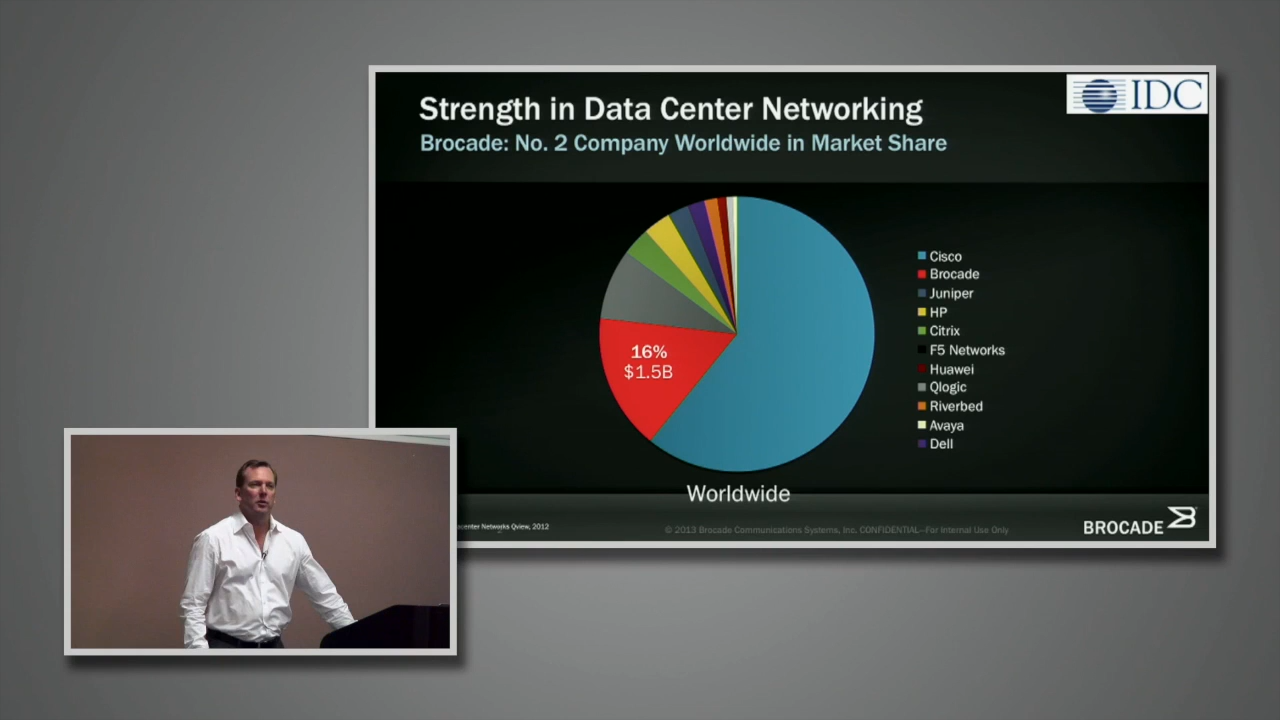 Strength in Data Center Networking
IDC
Brocade: No. 2 Company Worldwide in Market Share
16%
$1.5B
Cisco
Brocade
Juniper
HP
Citrix
F5 Networks
Huawei
Qlogic
Riverbed
Avaya
Dell
Worldwide
center Networks Qview, 2012
© 2013 Brocade Communications Systems, Inc. CONFIDENTIAL—For Internal Use Only
BROCADE